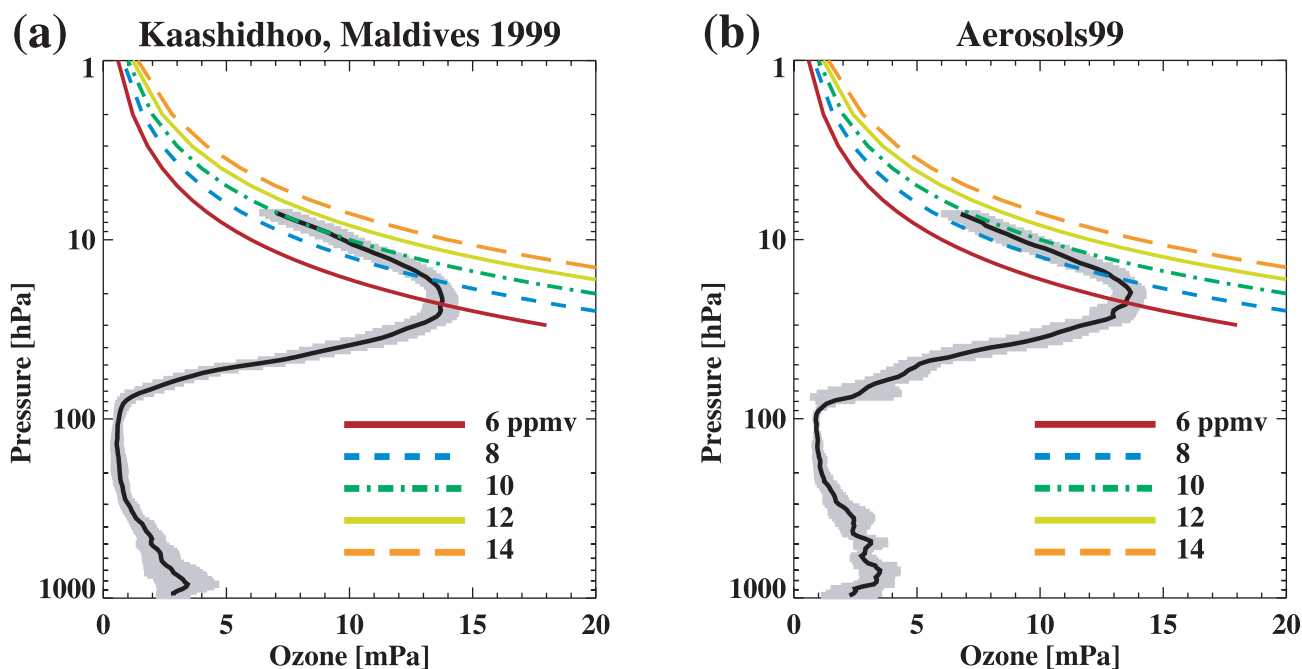 (a) Kaashidhoo, Maldives 1999
1
10
100
1000
Pressure [hPa]
6 ppmv
8
10
12
14
0 5 10 15 20
Ozone [mPa]
(b) Aerosols99
1
10
100
1000
Pressure [hPa]
6 ppmv
8
10
12
14
0 5 10 15 20
Ozone [mPa]